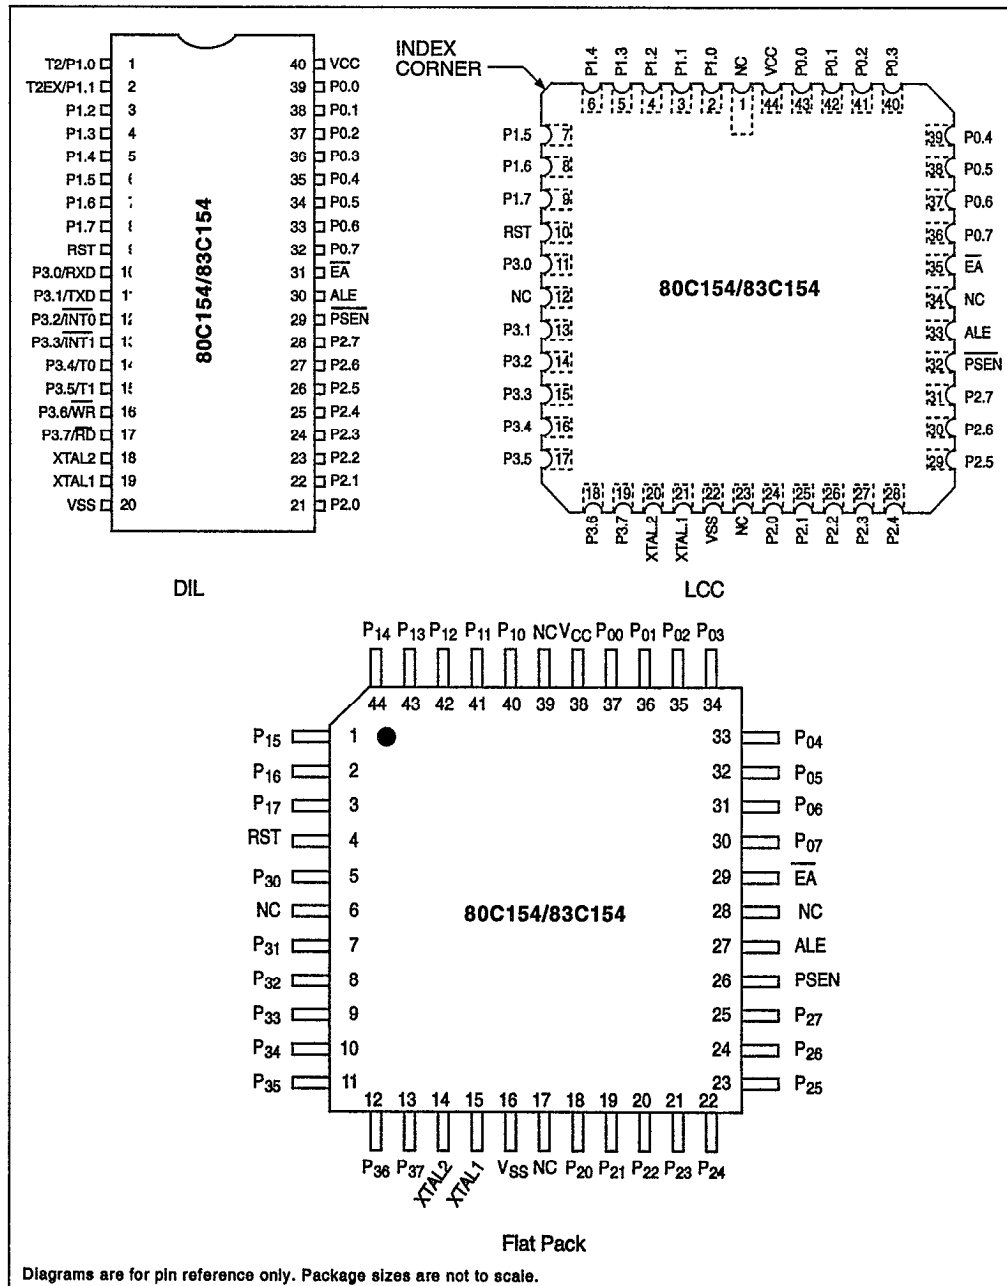 T2/P1.0 1 40 VCC
T2EX/P1.1 2 39 P0.0
P1.2 3 38 P0.1
P1.3 4 37 P0.2
P1.4 5 36 P0.3
P1.5 35 P0.4
P1.6 34 P0.5
P1.7 33 P0.6
RST 32 P0.7
P3.0/RXD 31 EA
P3.1/TXD 30 ALE
P3.2/INT0 29 PSEN
P3.3/INT1 28 P2.7
P3.4/T0 14 27 P2.6
P3.5/T1 15 26 P2.5
P3.6/WR 16 25 P2.4
P3.7/RD 17 24 P2.3
XTAL2 18 23 P2.2
XTAL1 19 22 P2.1
VSS 20 21 P2.0
80C154/83C154
DIL
INDEX
CORNER
P1.4 P1.3 P1.2 P1.1 P1.0 NC VCC P0.0 P0.1 P0.2 P0.3
6 5 4 3 2 1 44 43 42 41 40
P1.5 7 39 P0.4
P1.6 8 38 P0.5
P1.7 9 37 P0.6
RST 10 36 P0.7
P3.0 11 35 EA
NC 12 34 NC
80C154/83C154
P3.1 13 33 ALE
P3.2 14 32 PSEN
P3.3 15 31 P2.7
P3.4 16 30 P2.6
P3.5 17 29 P2.5
18 19 20 21 22 23 24 25 26 27 28
P3.6 P3.7 XTAL2 XTAL1 VSS NC P2.0 P2.1 P2.2 P2.3 P2.4
LCC
P14 P13 P12 P11 P10 NC VCC P00 P01 P02 P03
44 43 42 41 40 39 38 37 36 35 34
P15 1 33 P04
P16 2 32 P05
P17 3 31 P06
RST 4 30 P07
P30 5 29 EA
NC 6 28 NC
80C154/83C154
P31 7 27 ALE
P32 8 26 PSEN
P33 9 25 P27
P34 10 24 P26
P35 11 23 P25
12 13 14 15 16 17 18 19 20 21 22
P36 P37 XTAL2 XTAL1 VSS NC P20 P21 P22 P23 P24
Flat Pack
Diagrams are for pin reference only. Package sizes are not to scale.